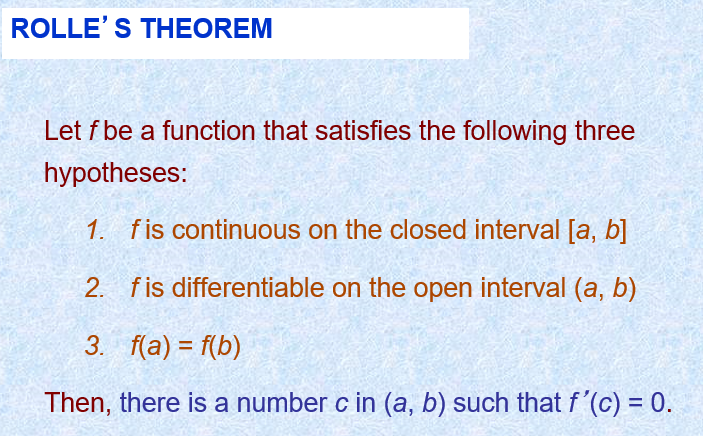 ROLLE’S THEOREM
Let f be a function that satisfies the following three
hypotheses:
1. f is continuous on the closed interval [a, b]
2. f is differentiable on the open interval (a, b)
3. f(a) = f(b)
Then, there is a number c in (a, b) such that f’(c) = 0.